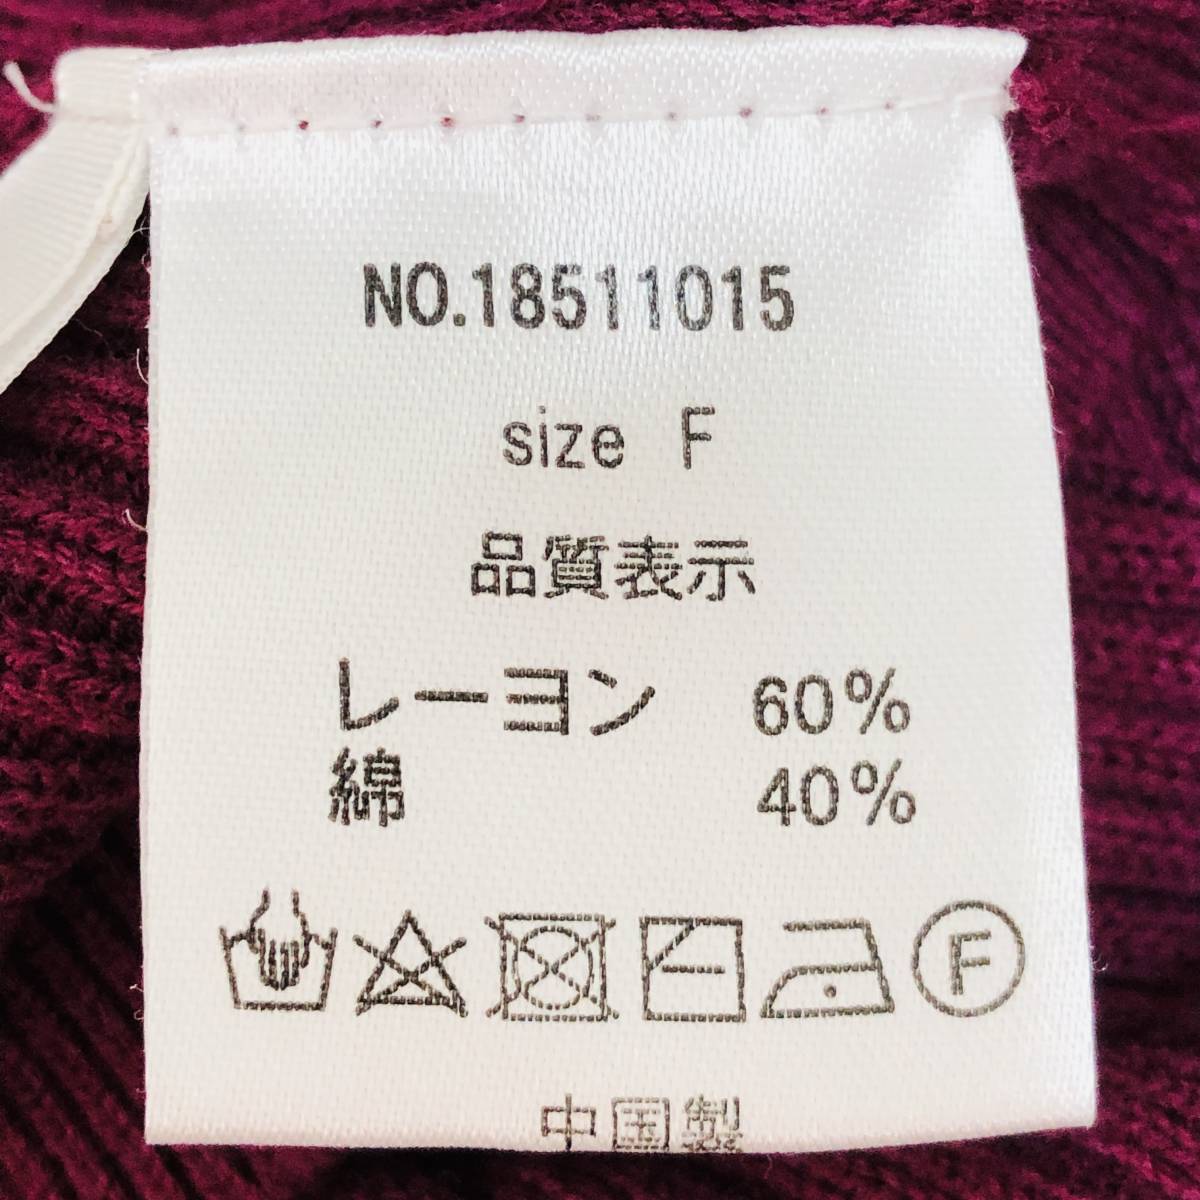 NO.18511015
size F
品質表示
レーヨン 60%
綿 40%
F
中国製